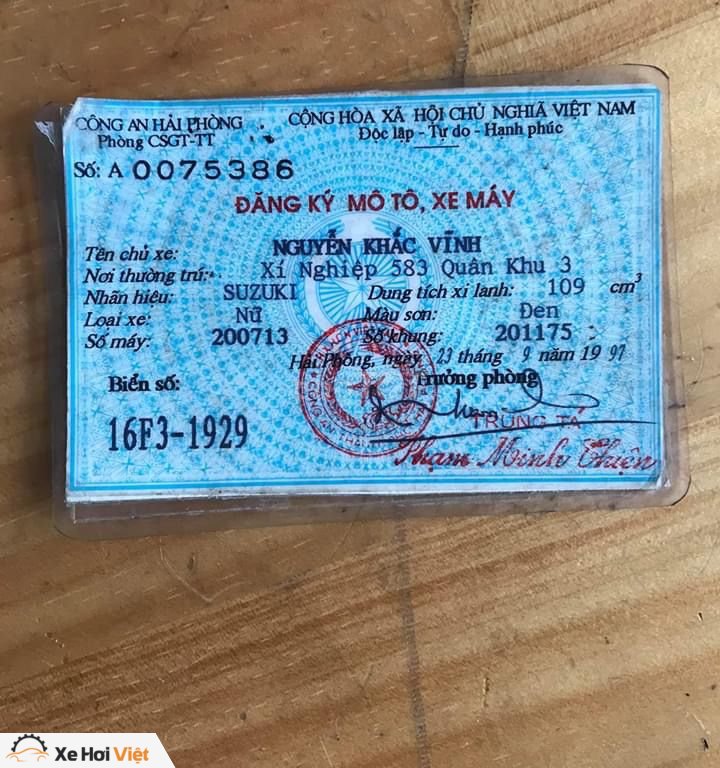 CÔNG AN HẢI PHÒNG
Phòng CSGT-TT
CỘNG HÒA XÃ HỘI CHỦ NGHĨA VIỆT NAM
Độc lập - Tự do - Hạnh phúc
Số: A 0075386
ĐĂNG KÝ MÔ TÔ, XE MÁY
Tên chủ xe: NGUYỄN KHẮC VĨNH
Nơi thường trú: Xí Nghiệp 583 Quân Khu 3
Nhãn hiệu: SUZUKI Dung tích xi lanh: 109 cm³
Loại xe: Nữ Màu sơn: Đen
Số máy: 200713 Số khung: 201175
Hải Phòng, ngày 23 tháng 9 năm 1997
Biển số: Trưởng phòng
16F3-1929
TRUNG TÁ
Phạm Minh Thiện
Xe Hơi Việt